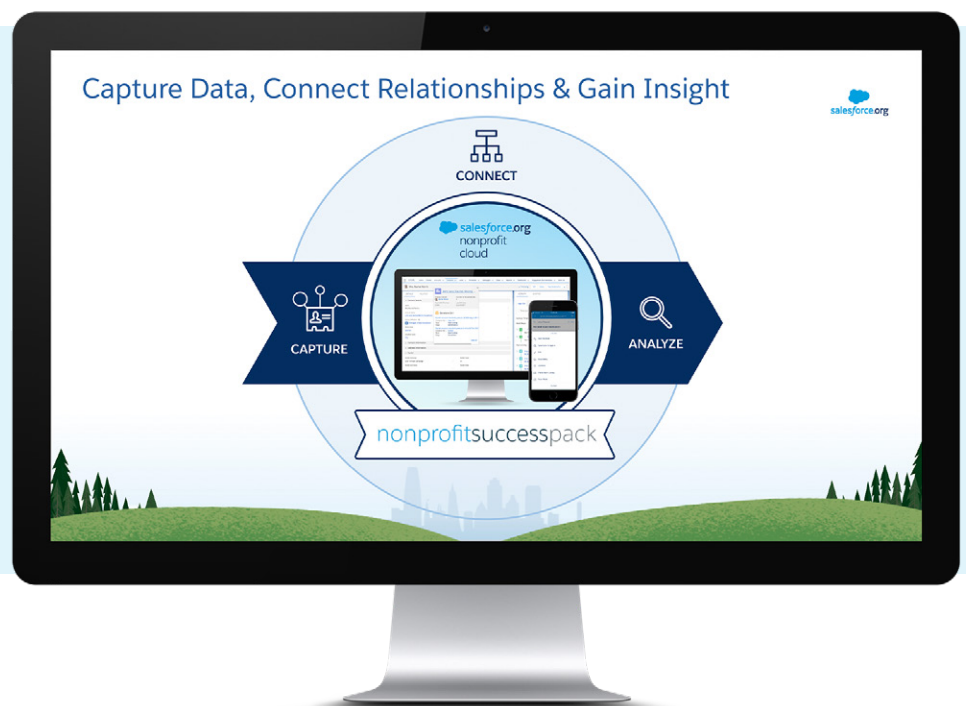 Capture Data, Connect Relationships & Gain Insight
salesforce.org
CONNECT
salesforce.org
nonprofit
cloud
CAPTURE
ANALYZE
nonprofitsuccesspack